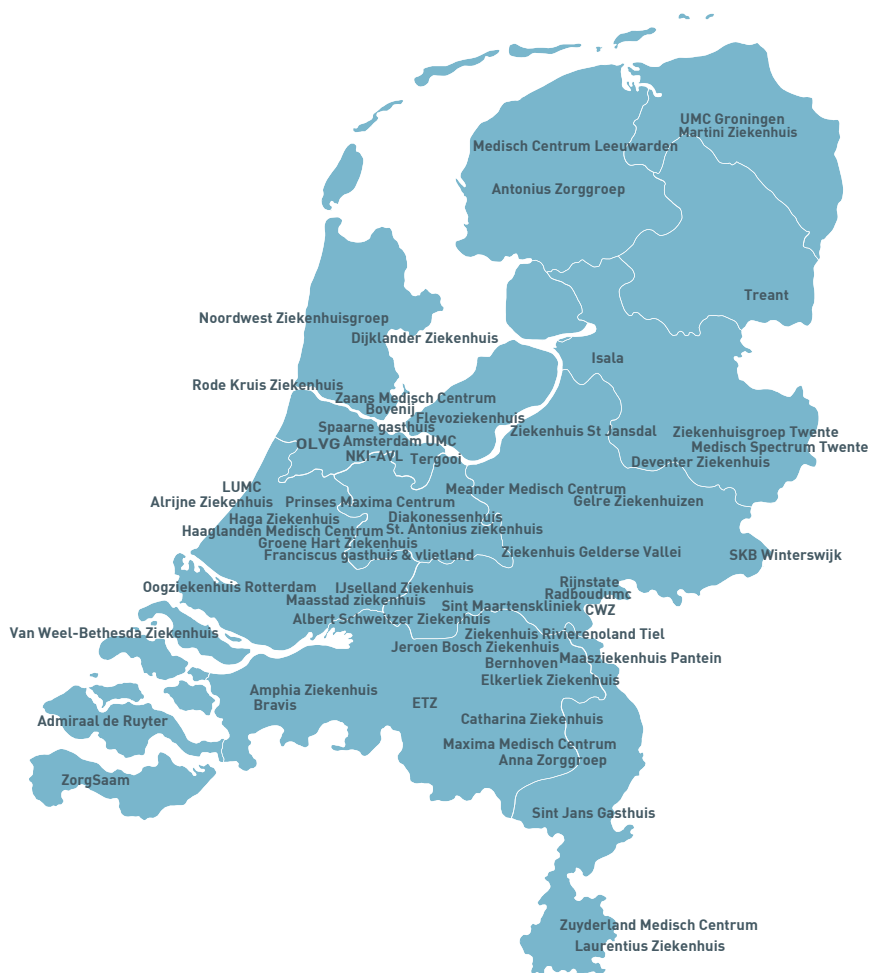 UMC Groningen
Martini Ziekenhuis
Medisch Centrum Leeuwarden
Antonius Zorggroep
Treant
Noordwest Ziekenhuisgroep
Dijklander Ziekenhuis
Isala
Rode Kruis Ziekenhuis
Zaans Medisch Centrum
Bovenij
Flevoziekenhuis
Spaarne gasthuis
Ziekenhuis St Jansdal
Ziekenhuisgroep Twente
OLVG
Amsterdam UMC
Medisch Spectrum Twente
NKI-AVL
Tergooi
Deventer Ziekenhuis
LUMC
Meander Medisch Centrum
Alrijne Ziekenhuis
Prinses Maxima Centrum
Gelre Ziekenhuizen
Haga Ziekenhuis
Diakonessenhuis
Haaglanden Medisch Centrum
St. Antonius ziekenhuis
Groene Hart Ziekenhuis
Franciscus gasthuis & vlietland
Ziekenhuis Gelderse Vallei
SKB Winterswijk
Oogziekenhuis Rotterdam
IJselland Ziekenhuis
Rijnstate
Radboudumc
Maasstad ziekenhuis
Sint Maartenskliniek
CWZ
Albert Schweitzer Ziekenhuis
Van Weel-Bethesda Ziekenhuis
Ziekenhuis Rivierenoland Tiel
Jeroen Bosch Ziekenhuis
Bernhoven
Maasziekenhuis Pantein
Elkerliek Ziekenhuis
Amphia Ziekenhuis
Bravis
ETZ
Admiraal de Ruyter
Catharina Ziekenhuis
Maxima Medisch Centrum
Anna Zorggroep
ZorgSaam
Sint Jans Gasthuis
Zuyderland Medisch Centrum
Laurentius Ziekenhuis